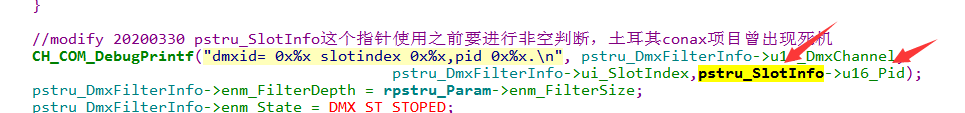 }
//modify 20200330 pstru_SlotInfo这个指针使用之前要进行非空判断，土耳其conax项目曾出现死机
CH_COM_DebugPrintf("dmxid= 0x%x slotindex 0x%x,pid 0x%x.\n", pstru_DmxFilterInfo->
pstru_DmxFilterInfo->ui_SlotIndex,pstru_SlotInfo->u16_Pid);
pstru_DmxFilterInfo->enm_FilterDepth = rpstru_Param->enm_FilterSize;
pstru_DmxFilterInfo->enm_State = DMX_ST_STOPED;